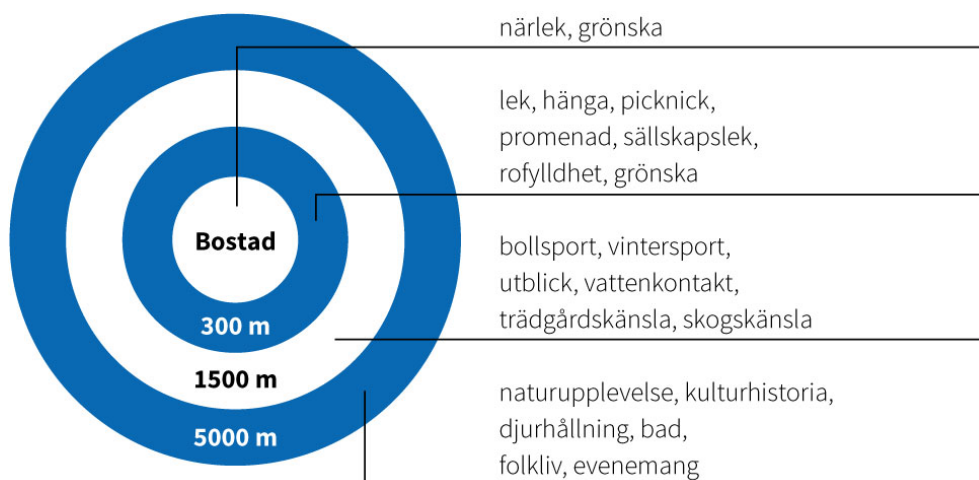 närlek, grönska
lek, hänga, picknick,
promenad, sällskapslek,
rofylldhet, grönska
bollsport, vintersport,
utblick, vattenkontakt,
trädgårdskänsla, skogskänsla
naturupplevelse, kulturhistoria,
djurhållning, bad,
folkliv, evenemang
Bostad
300 m
1500 m
5000 m